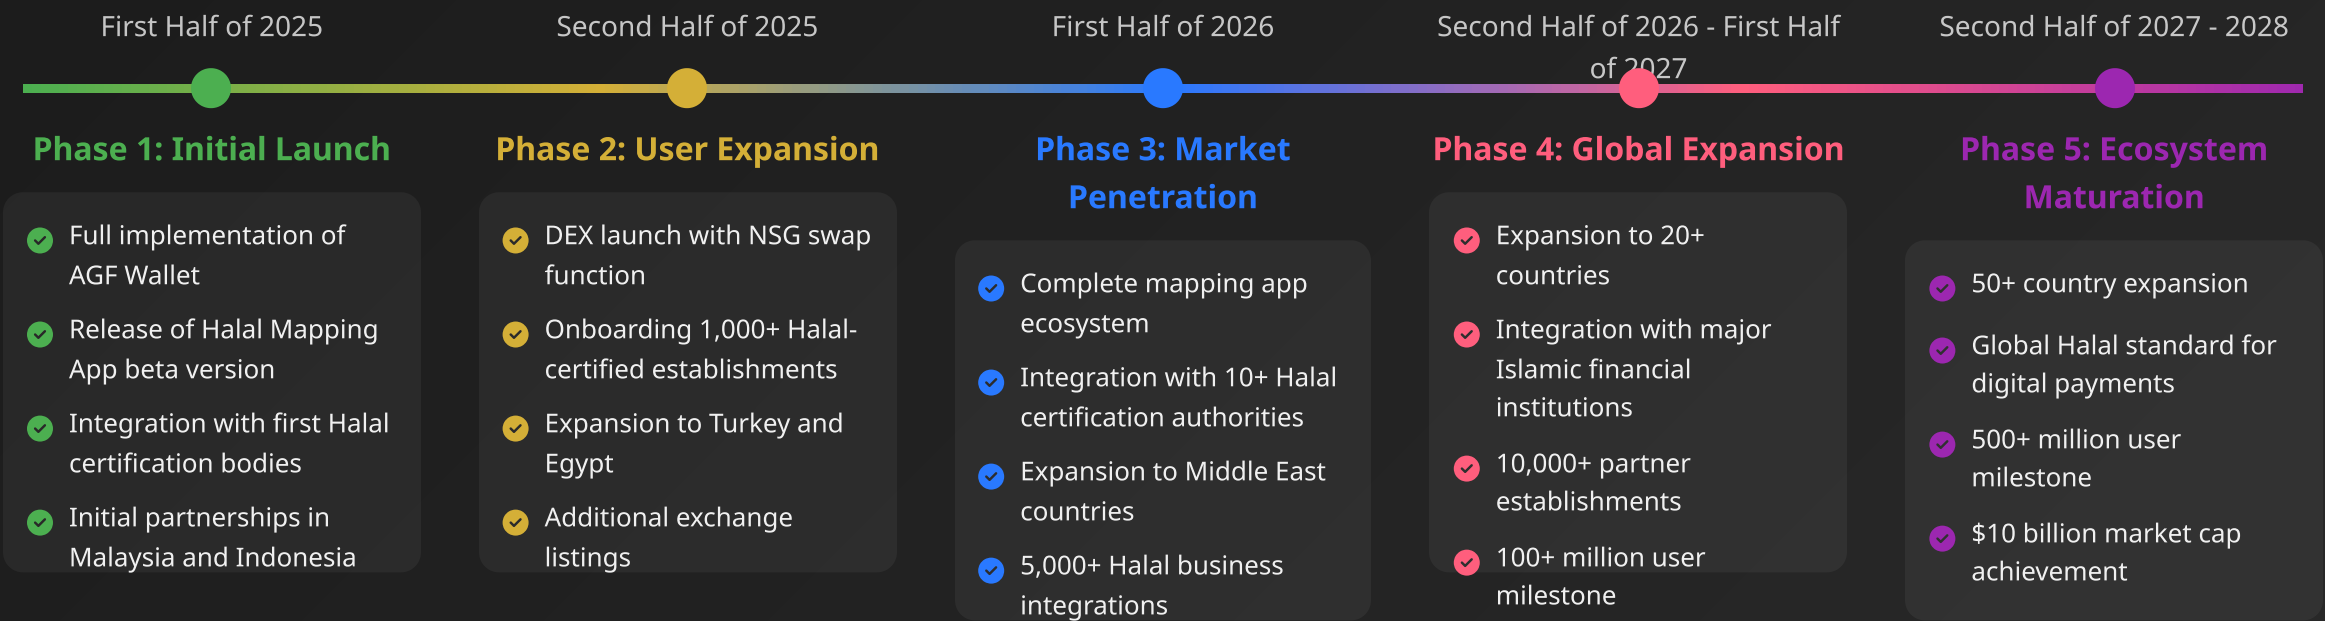 First Half of 2025
Phase 1: Initial Launch
Full implementation of
AGF Wallet
Release of Halal Mapping
App beta version
Integration with first Halal
certification bodies
Initial partnerships in
Malaysia and Indonesia
Second Half of 2025
Phase 2: User Expansion
DEX launch with NSG swap
function
Onboarding 1,000+ Halal-
certified establishments
Expansion to Turkey and
Egypt
Additional exchange
listings
First Half of 2026
Phase 3: Market
Penetration
Complete mapping app
ecosystem
Integration with 10+ Halal
certification authorities
Expansion to Middle East
countries
5,000+ Halal business
integrations
Second Half of 2026 - First Half
of 2027
Phase 4: Global Expansion
Expansion to 20+
countries
Integration with major
Islamic financial
institutions
10,000+ partner
establishments
100+ million user
milestone
Second Half of 2027 - 2028
Phase 5: Ecosystem
Maturation
50+ country expansion
Global Halal standard for
digital payments
500+ million user
milestone
$10 billion market cap
achievement